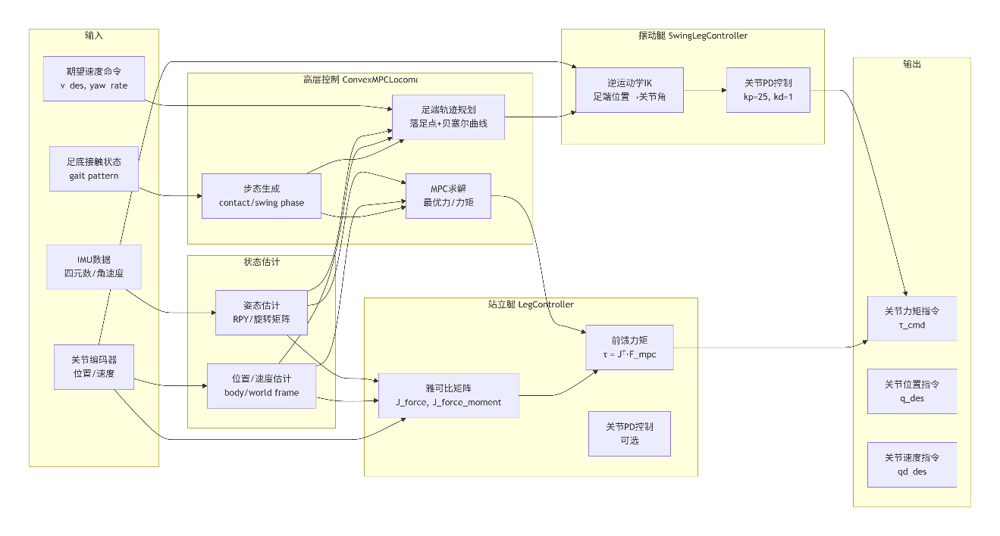 输入
期望速度命令
v_des, yaw_rate
足底接触状态
gait pattern
IMU数据
四元数/角速度
关节编码器
位置/速度
高层控制 ConvexMPCLocomo
足端轨迹规划
落足点+贝塞尔曲线
步态生成
contact/swing phase
MPC求解
最优力/力矩
状态估计
姿态估计
RPY/旋转矩阵
位置/速度估计
body/world frame
摆动腿 SwingLegController
逆运动学IK
足端位置→关节角
关节PD控制
kp=25, kd=1
站立腿 LegController
前馈力矩
τ = Jᵀ·F_mpc
雅可比矩阵
J_force, J_force_moment
关节PD控制
可选
输出
关节力矩指令
τ_cmd
关节位置指令
q_des
关节速度指令
qd_des